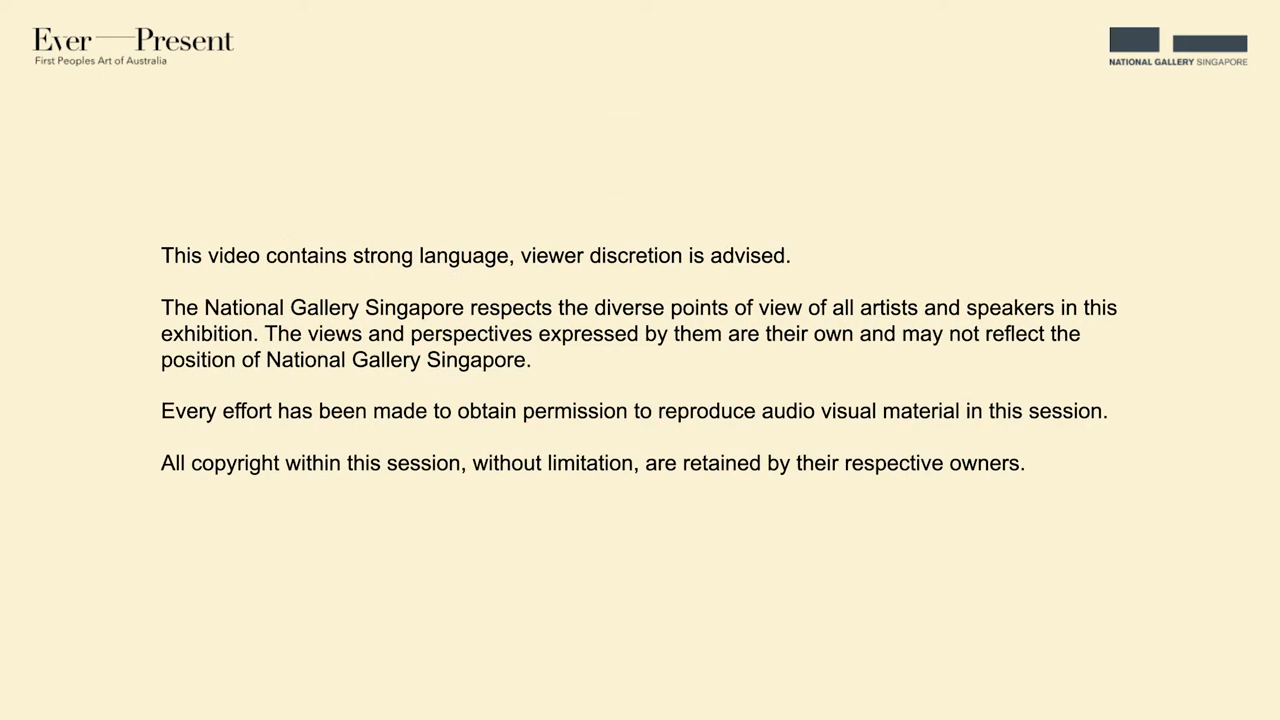 Ever — Present
First Peoples Art of Australia
NATIONAL GALLERY SINGAPORE
This video contains strong language, viewer discretion is advised.
The National Gallery Singapore respects the diverse points of view of all artists and speakers in this
exhibition. The views and perspectives expressed by them are their own and may not reflect the
position of National Gallery Singapore.
Every effort has been made to obtain permission to reproduce audio visual material in this session.
All copyright within this session, without limitation, are retained by their respective owners.